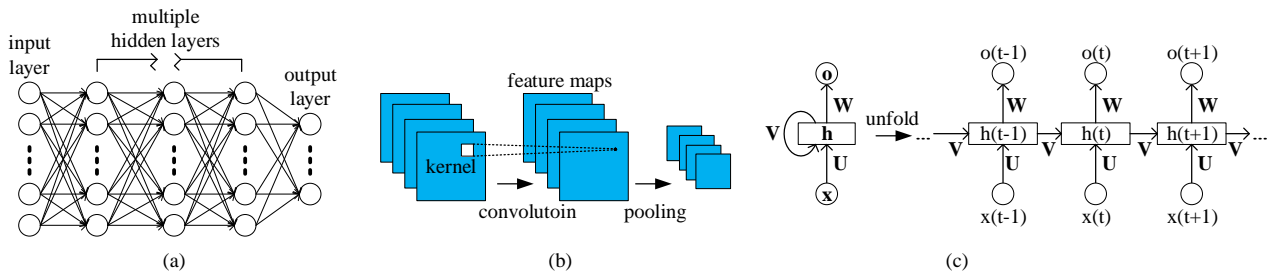 input
layer
multiple
hidden layers
output
layer
(a)
feature maps
kernel
convolutoin
pooling
(b)
o
W
V
h
U
x
unfold
...
o(t-1)
o(t)
o(t+1)
W
W
W
h(t-1)
h(t)
h(t+1)
...
V
V
V
V
U
U
U
x(t-1)
x(t)
x(t+1)
(c)